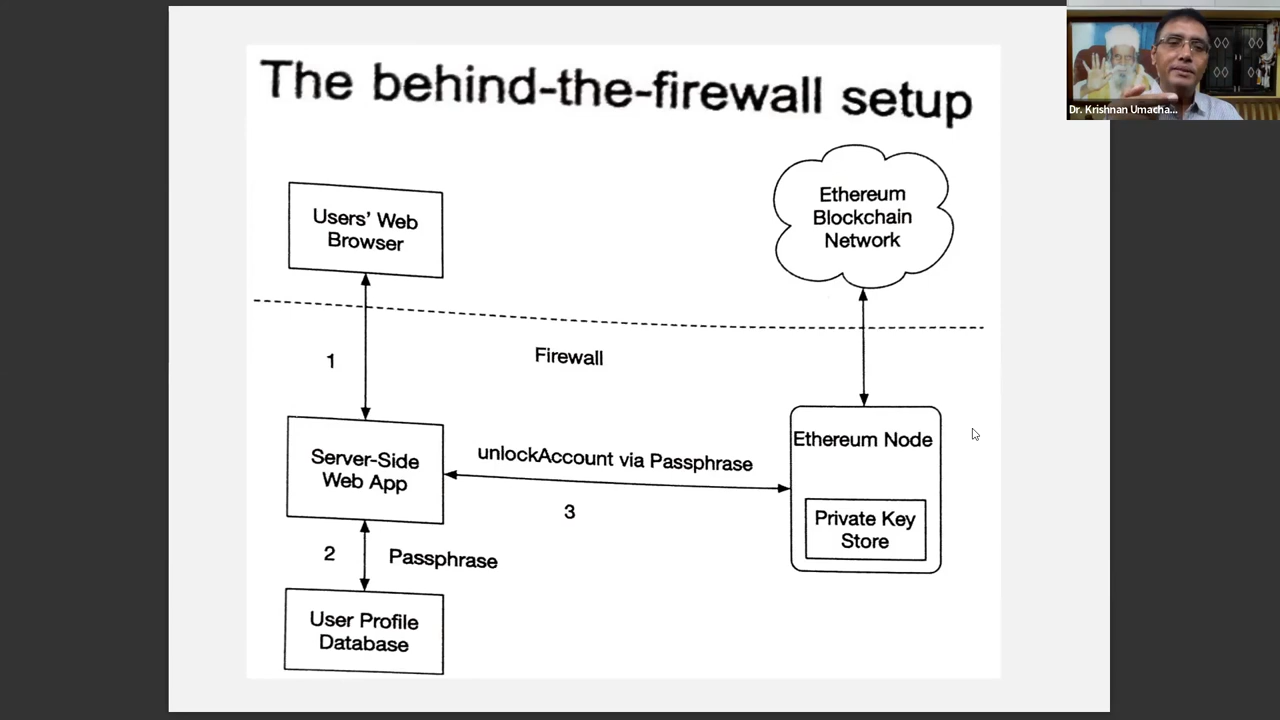 The behind-the-firewall setup
Dr. Krishnan Umacha...
Users' Web
Browser
Ethereum
Blockchain
Network
1
Firewall
Server-Side
Web App
unlockAccount via Passphrase
3
Ethereum Node
Private Key
Store
2
Passphrase
User Profile
Database